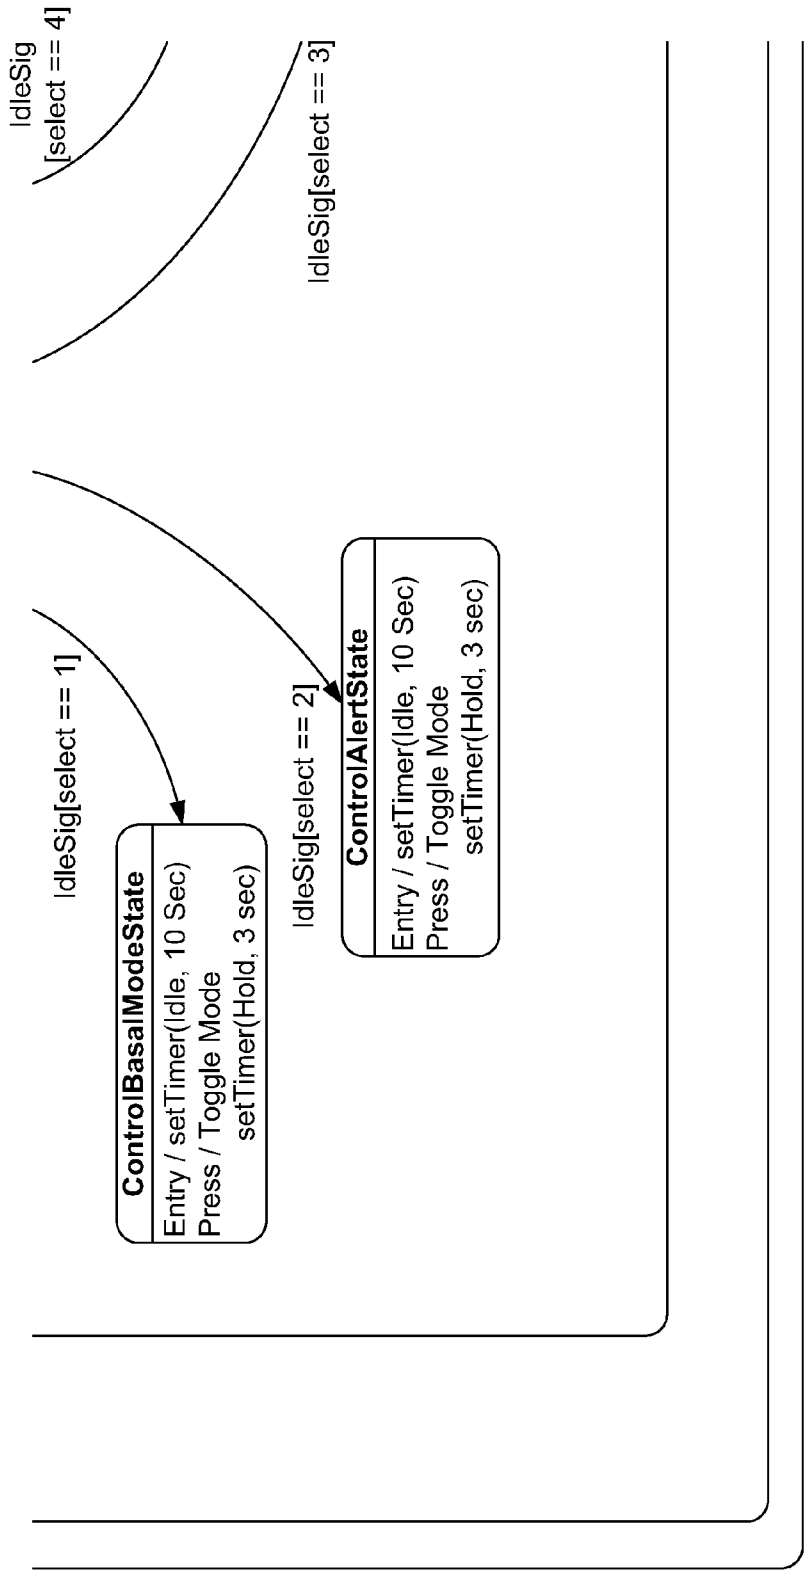 IdleSig
[select == 4]
IdleSig[select == 3]
IdleSig[select == 1]
ControlBasalModeState
Entry / setTimer(Idle, 10 Sec)
Press / Toggle Mode
setTimer(Hold, 3 sec)
IdleSig[select == 2]
ControlAlertState
Entry / setTimer(Idle, 10 Sec)
Press / Toggle Mode
setTimer(Hold, 3 sec)